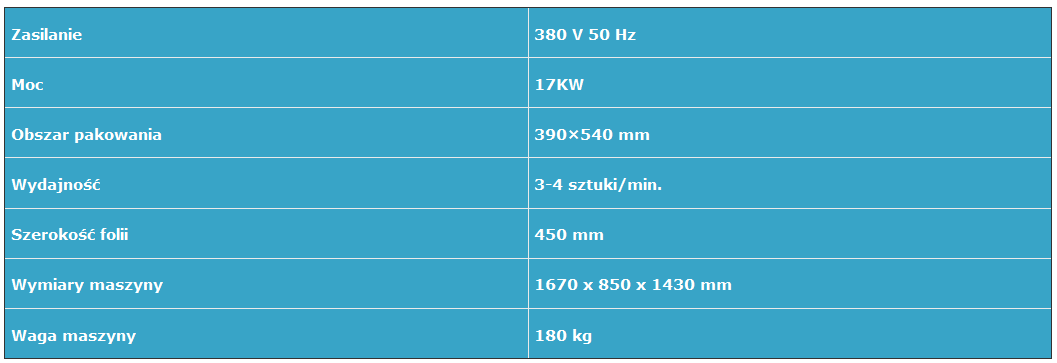 Zasilanie 380 V 50 Hz
Moc 17KW
Obszar pakowania 390×540 mm
Wydajność 3-4 sztuki/min.
Szerokość folii 450 mm
Wymiary maszyny 1670 x 850 x 1430 mm
Waga maszyny 180 kg